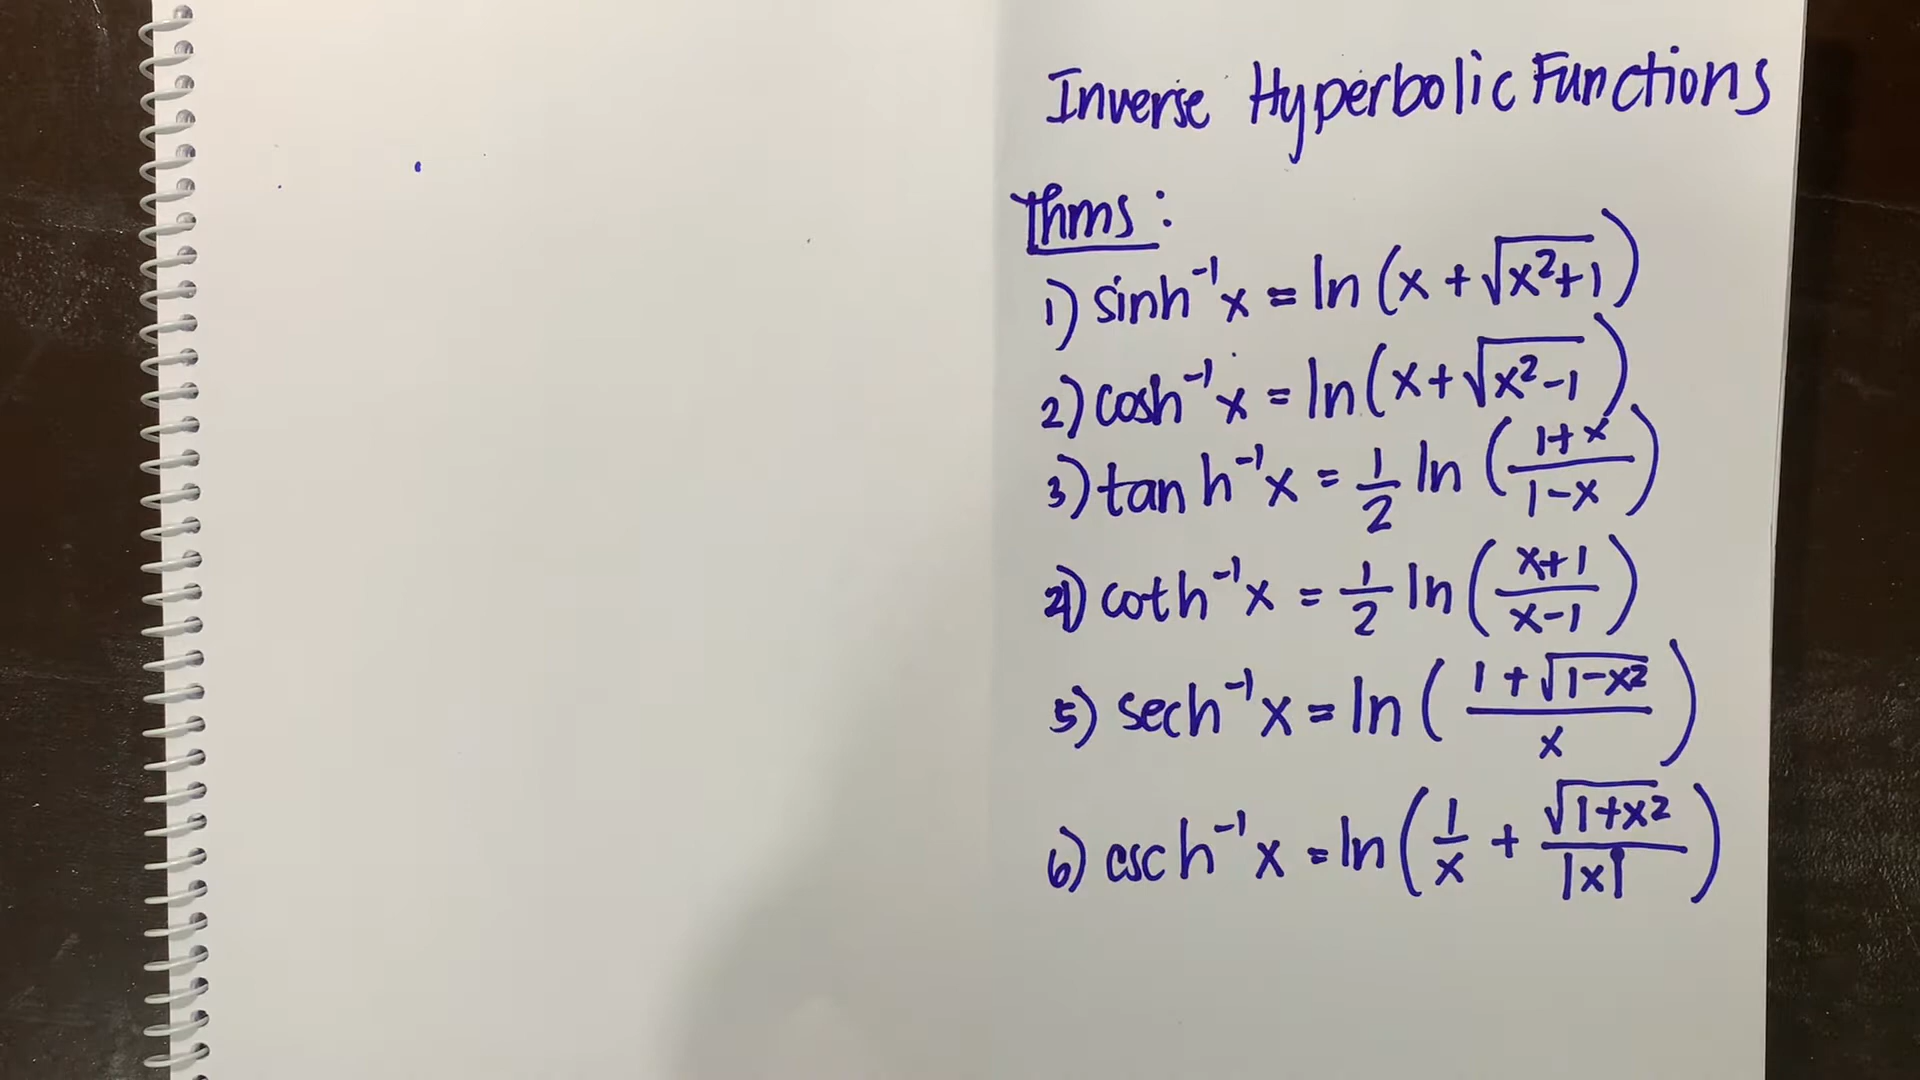 Inverse Hyperbolic Functions
Thms:
1) sinh⁻¹x = ln (x + √(x²+1))
2) cosh⁻¹x = ln(x + √(x²-1))
3) tanh⁻¹x = 1/2 ln ((1+x)/(1-x))
4) coth⁻¹x = 1/2 ln ((x+1)/(x-1))
5) sech⁻¹x = ln ((1+√(1-x²))/x)
6) csch⁻¹x = ln (1/x + √(1+x²)/|x|)